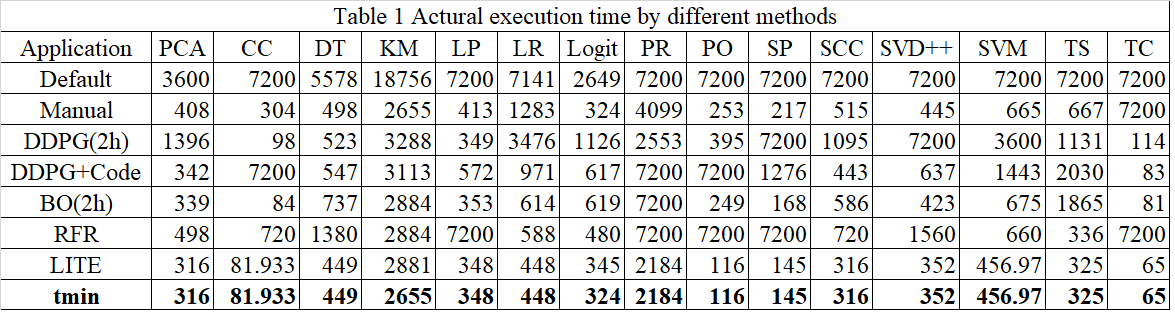 Table 1 Actural execution time by different methods
Application PCA CC DT KM LP LR Logit PR PO SP SCC SVD++ SVM TS TC
Default 3600 7200 5578 18756 7200 7141 2649 7200 7200 7200 7200 7200 7200 7200 7200
Manual 408 304 498 2655 413 1283 324 4099 253 217 515 445 665 667 7200
DDPG(2h) 1396 98 523 3288 349 3476 1126 2553 395 7200 1095 7200 3600 1131 114
DDPG+Code 342 7200 547 3113 572 971 617 7200 7200 1276 443 637 1443 2030 83
BO(2h) 339 84 737 2884 353 614 619 7200 249 168 586 423 675 1865 81
RFR 498 720 1380 2884 7200 588 480 7200 7200 7200 720 1560 660 336 7200
LITE 316 81.933 449 2881 348 448 345 2184 116 145 316 352 456.97 325 65
tmin 316 81.933 449 2655 348 448 324 2184 116 145 316 352 456.97 325 65